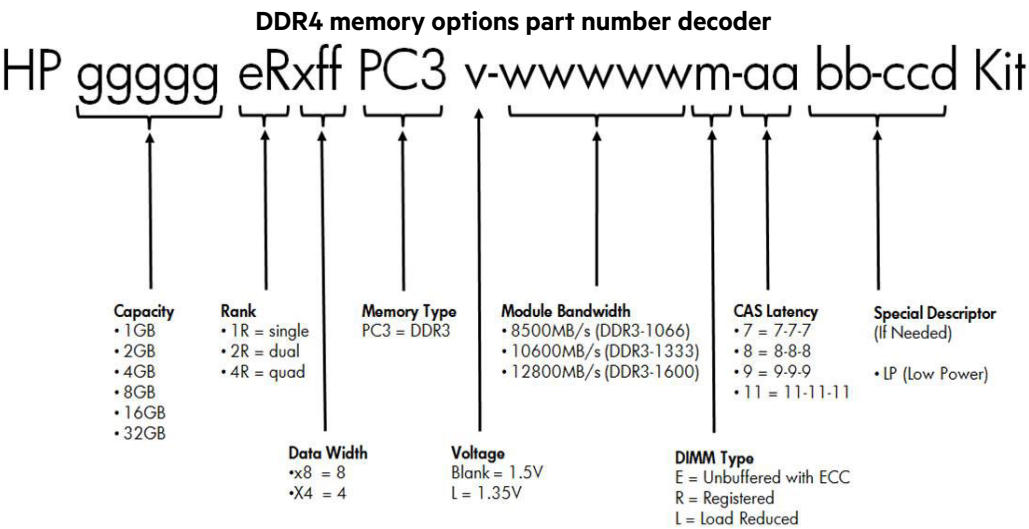 DDR4 memory options part number decoder
HP ggggg eRxff PC3 v-wwwwwm-aa bb-ccd Kit
Capacity
• 1GB
• 2GB
• 4GB
• 8GB
• 16GB
• 32GB
Rank
• 1R = single
• 2R = dual
• 4R = quad
Memory Type
PC3 = DDR3
Module Bandwidth
• 8500MB/s (DDR3-1066)
• 10600MB/s (DDR3-1333)
• 12800MB/s (DDR3-1600)
CAS Latency
• 7 = 7-7-7
• 8 = 8-8-8
• 9 = 9-9-9
• 11 = 11-11-11
Special Descriptor
(If Needed)
• LP (Low Power)
Data Width
•x8 = 8
•X4 = 4
Voltage
Blank = 1.5V
L = 1.35V
DIMM Type
E = Unbuffered with ECC
R = Registered
L = Load Reduced